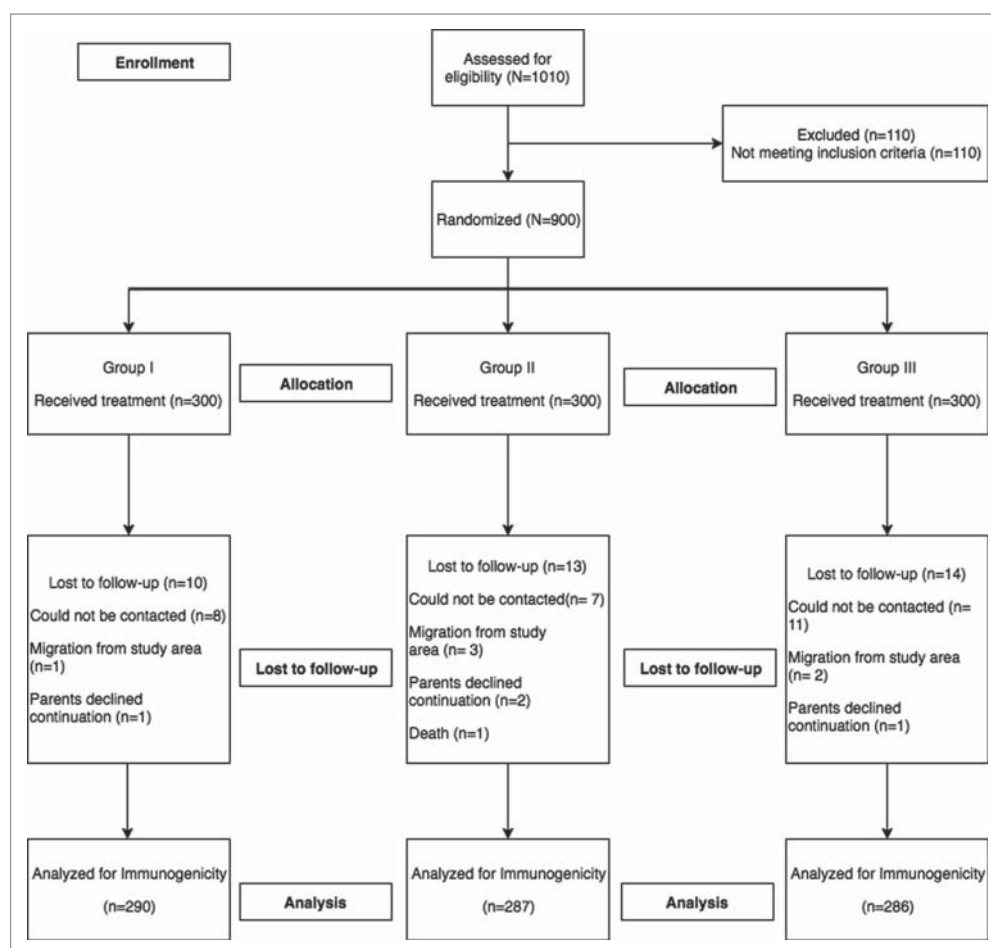 Enrollment
Assessed for
eligibility (N=1010)
Excluded (n=110)
Not meeting inclusion criteria (n=110)
Randomized (N=900)
Group I
Received treatment (n=300)
Allocation
Group II
Received treatment (n=300)
Allocation
Group III
Received treatment (n=300)
Lost to follow-up (n=10)
Could not be contacted (n=8)
Migration from study area
(n=1)
Parents declined
continuation (n=1)
Lost to follow-up
Lost to follow-up (n=13)
Could not be contacted(n= 7)
Migration from study
area (n= 3)
Parents declined
continuation (n=2)
Death (n=1)
Lost to follow-up
Lost to follow-up (n=14)
Could not be contacted (n=
11)
Migration from study area
(n= 2)
Parents declined
continuation (n=1)
Analyzed for Immunogenicity
(n=290)
Analysis
Analyzed for Immunogenicity
(n=287)
Analysis
Analyzed for Immunogenicity
(n=286)